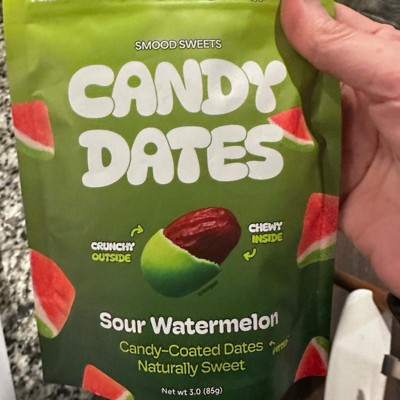 SMOOD SWEETS
CANDY
DATES
CRUNCHY
OUTSIDE
CHEWY
INSIDE
Sour Watermelon
Candy-Coated Dates
PITTED
Naturally Sweet
Net wt 3.0 (85g)